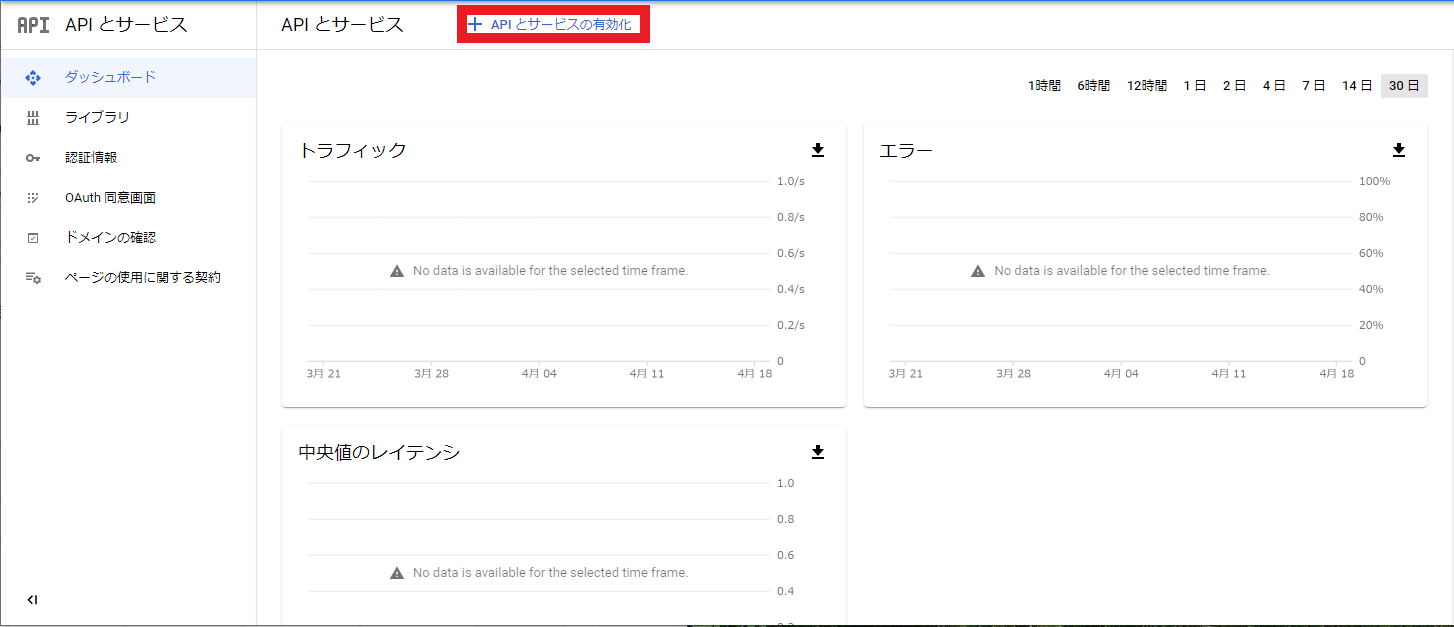 API API とサービス
API とサービス
API とサービスの有効化
ダッシュボード
ライブラリ
認証情報
OAuth 同意画面
ドメインの確認
ページの使用に関する契約
1時間 6時間 12時間 1 日 2 日 4 日 7 日 14 日 30 日
トラフィック
1.0/s
0.8/s
0.6/s
No data is available for the selected time frame.
0.4/s
0.2/s
0
3月 21 3月 28 4月 04 4月 11 4月 18
エラー
100%
80%
60%
No data is available for the selected time frame.
40%
20%
0
3月 21 3月 28 4月 04 4月 11 4月 18
中央値のレイテンシ
1.0
0.8
0.6
No data is available for the selected time frame.
0.4